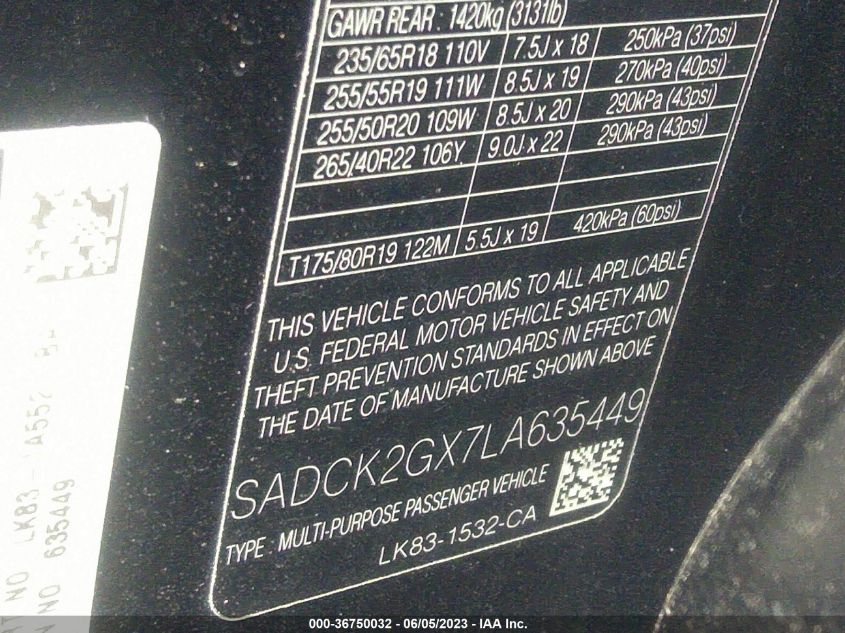 GAWR REAR : 1420kg (3131lb)
235/65R18 110V 7.5J x 18 250kPa (37psi)
255/55R19 111W 8.5J x 19 270kPa (40psi)
255/50R20 109W 8.5J x 20 290kPa (43psi)
265/40R22 106Y 9.0J x 22 290kPa (43psi)
T175/80R19 122M 5.5J x 19 420kPa (60psi)
THIS VEHICLE CONFORMS TO ALL APPLICABLE
U.S. FEDERAL MOTOR VEHICLE SAFETY AND
THEFT PREVENTION STANDARDS IN EFFECT ON
THE DATE OF MANUFACTURE SHOWN ABOVE
SADCK2GX7LA635449
TYPE : MULTI-PURPOSE PASSENGER VEHICLE
LK83-1532-CA
NO LK83 -
NO 635449
000-36750032 - 06/05/2023 - IAA Inc.